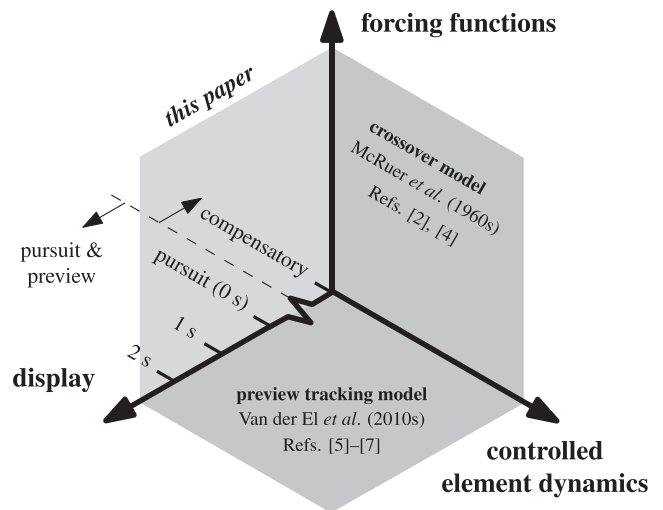 forcing functions
this paper
crossover model
McRuer et al. (1960s)
Refs. [2], [4]
compensatory
pursuit &
preview
pursuit (0 s)
1 s
2 s
display
preview tracking model
Van der El et al. (2010s)
Refs. [5]–[7]
controlled
element dynamics